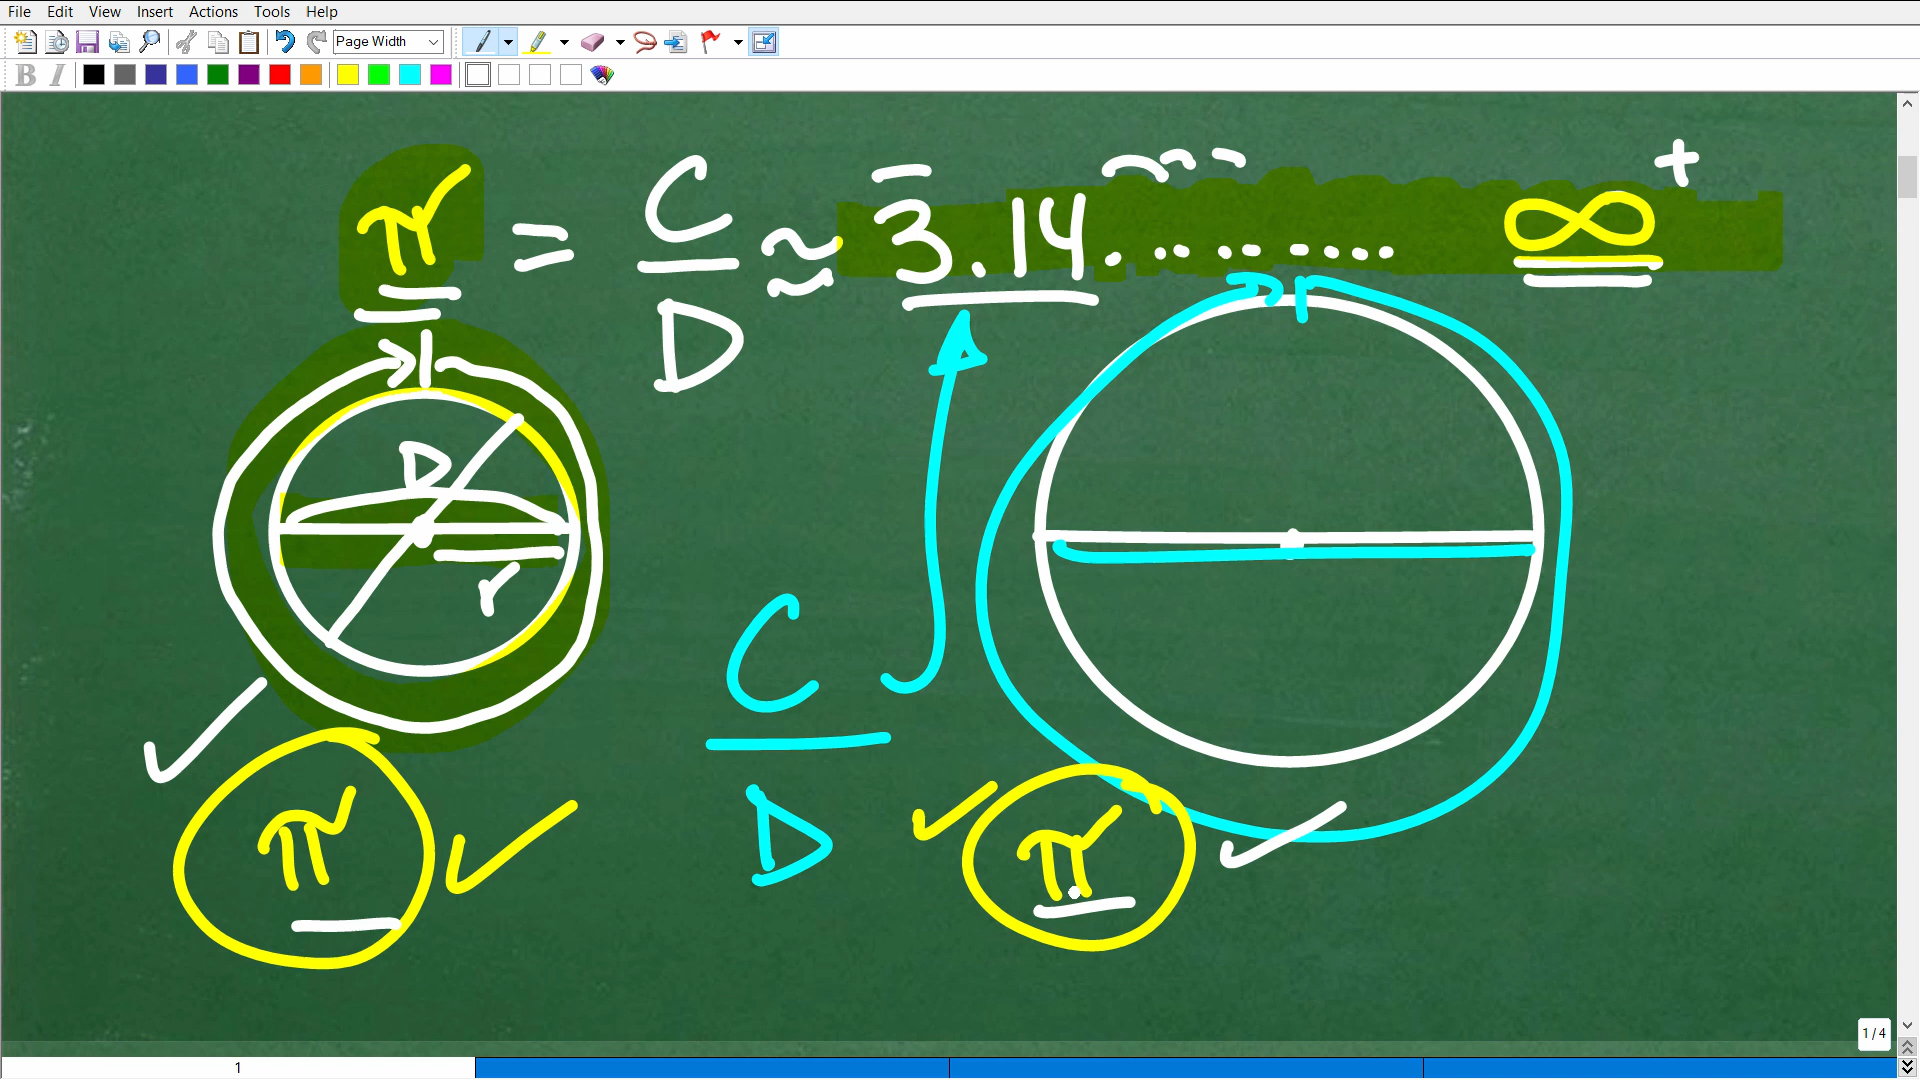 File Edit View Insert Actions Tools Help
Page Width
B I
π = C/D ≈ 3.14.......... ∞ +
D
r
C
D
π
π
1 / 4
1